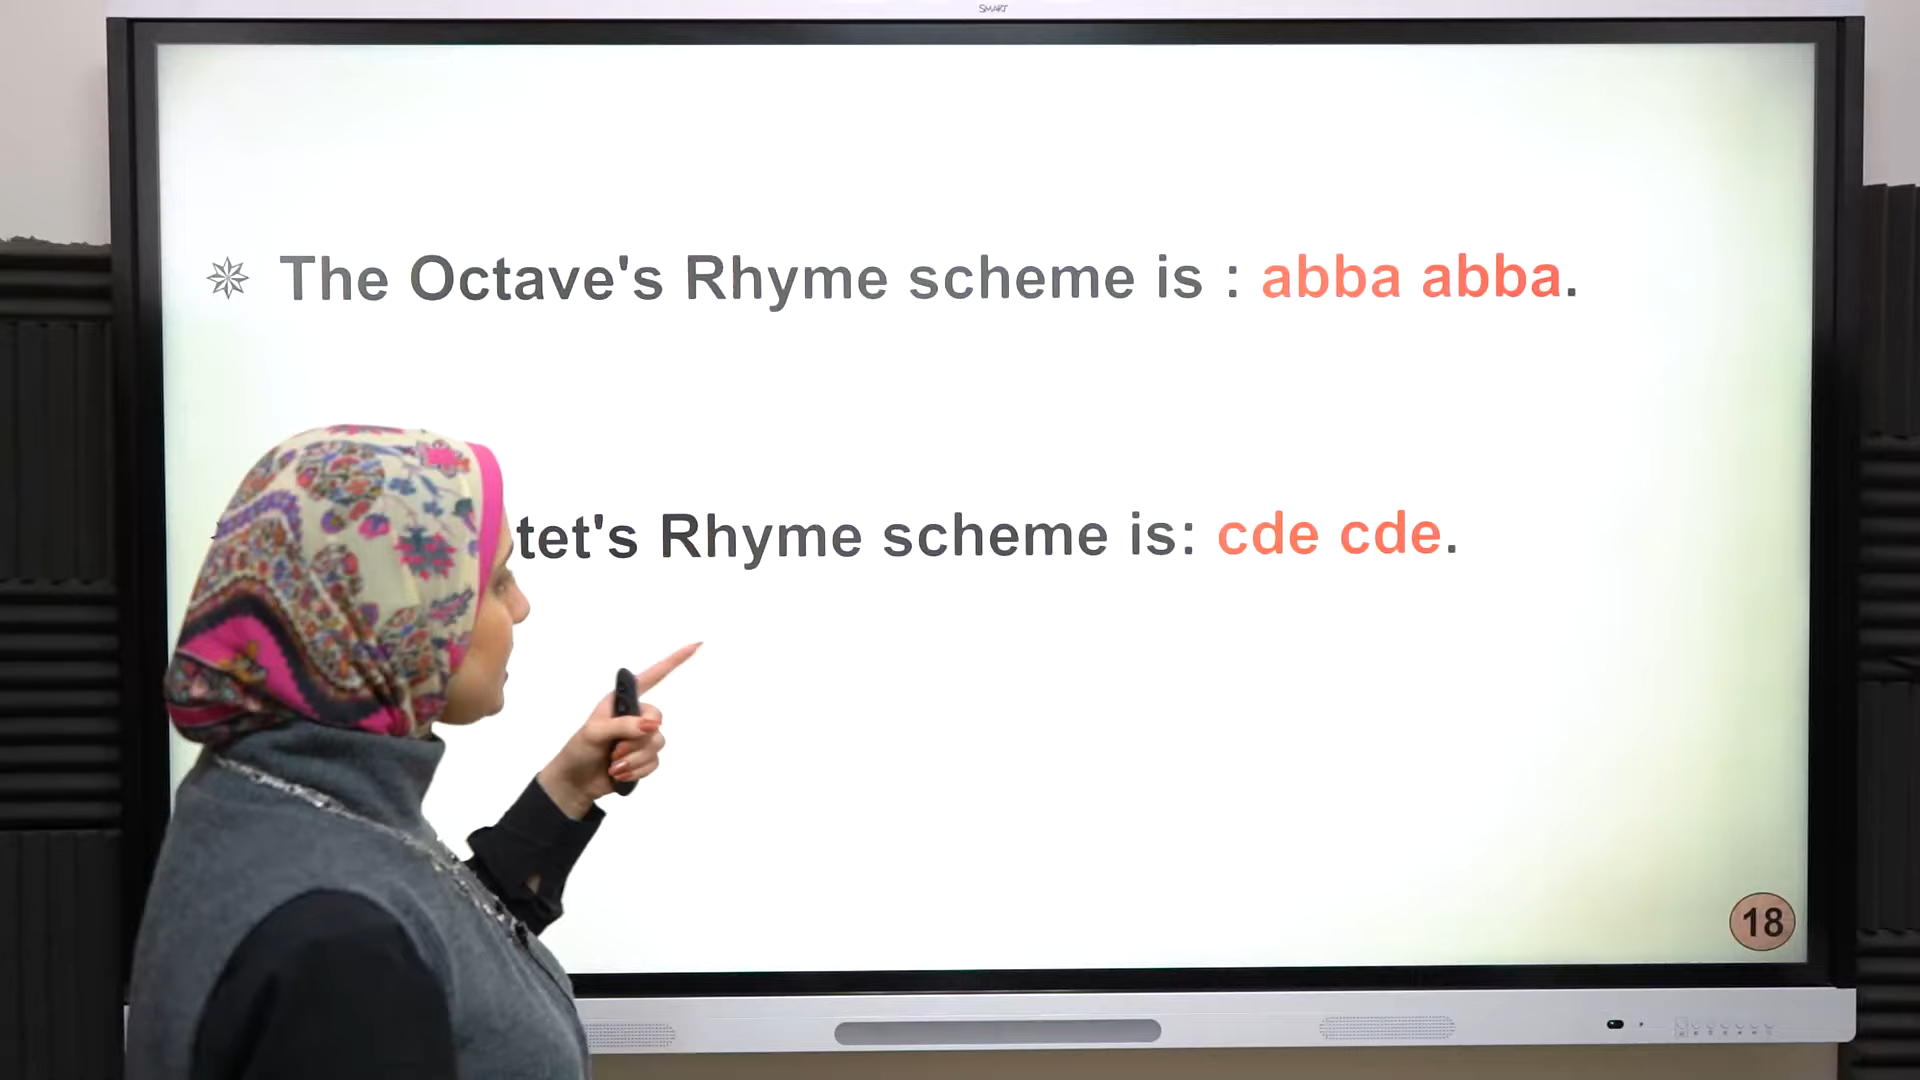 SMART
The Octave's Rhyme scheme is : abba abba.
tet's Rhyme scheme is: cde cde.
18